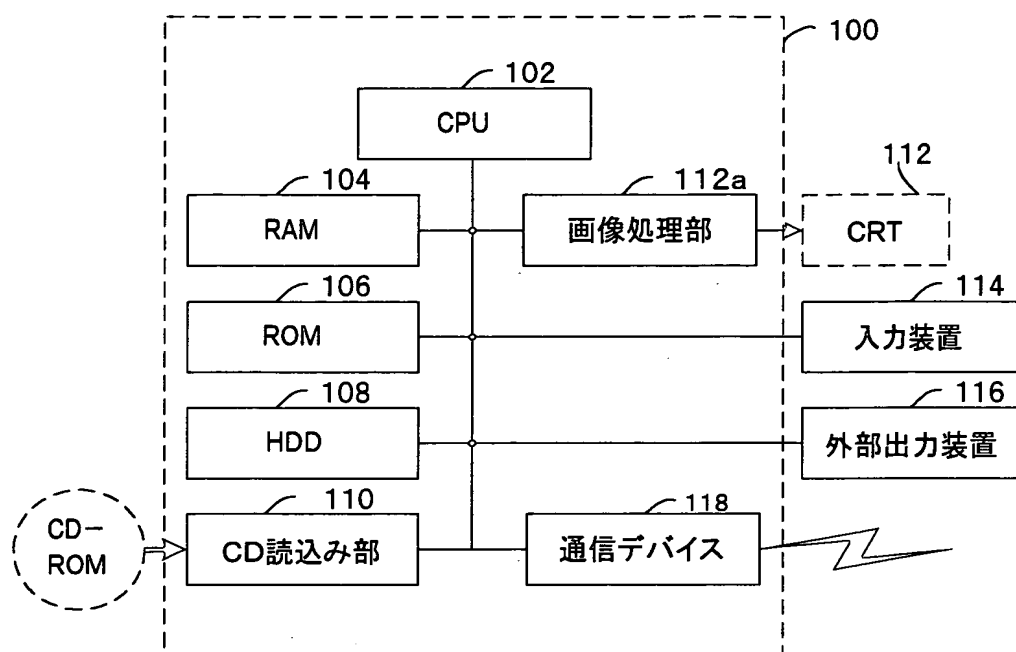 100
102
CPU
112
104
112a
RAM
画像処理部
CRT
106
114
ROM
入力装置
108
116
HDD
外部出力装置
110
118
CD-
ROM
CD読込み部
通信デバイス